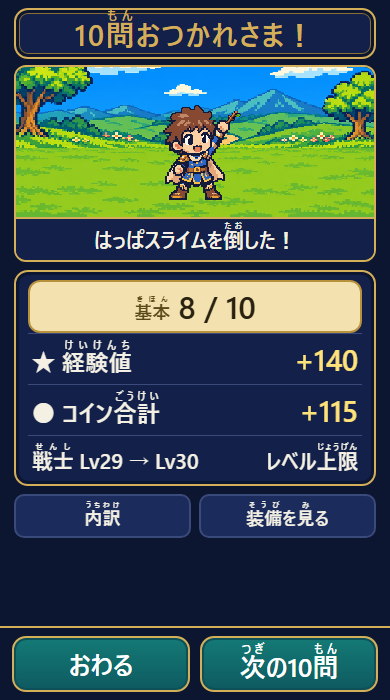 10問おつかれさま！
はっぱスライムを倒した！
基本 8 / 10
★ 経験値 +140
● コイン合計 +115
戦士 Lv29 → Lv30 レベル上限
内訳 装備を見る
おわる 次の10問